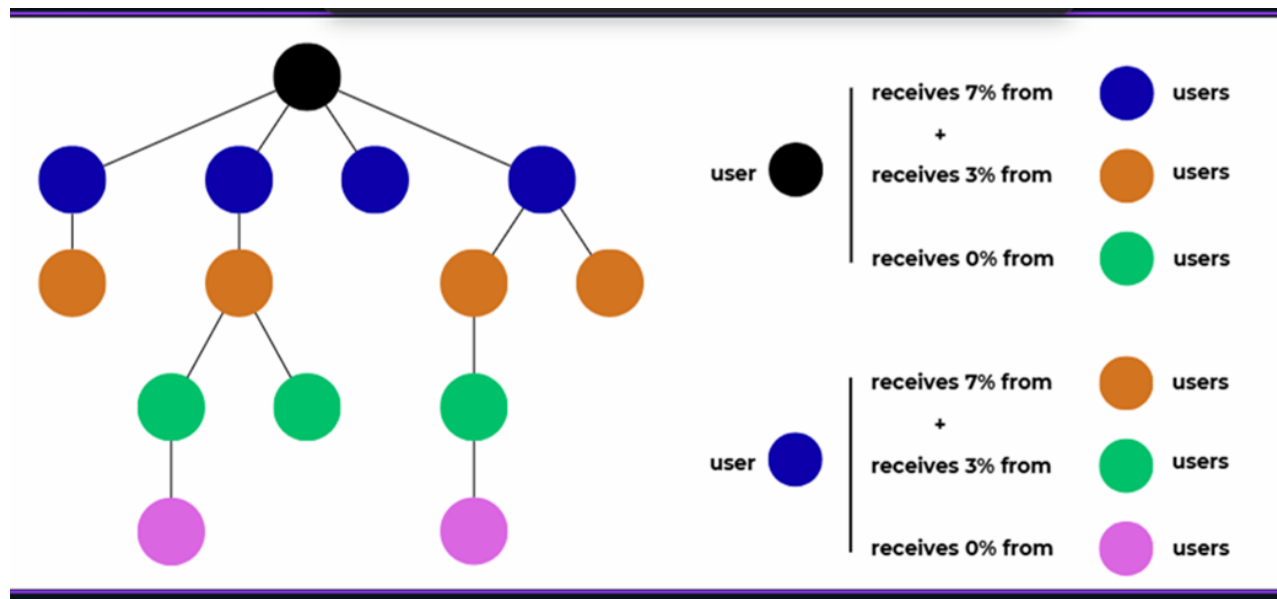 receives 7% from users
+
user receives 3% from users
receives 0% from users
receives 7% from users
+
user receives 3% from users
receives 0% from users